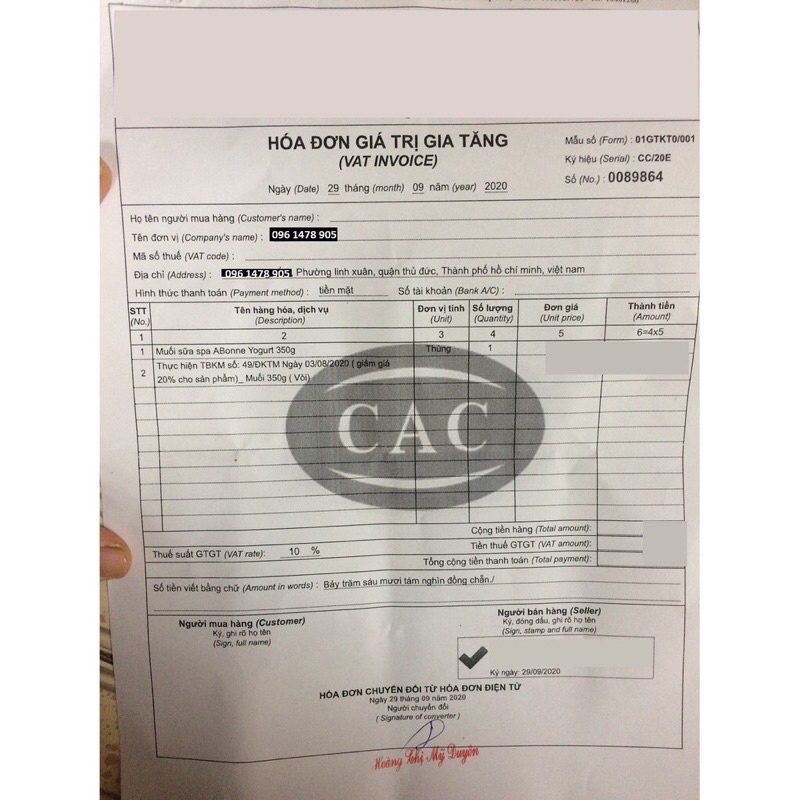 HÓA ĐƠN GIÁ TRỊ GIA TĂNG
(VAT INVOICE)
Ngày (Date) 29 tháng (month) 09 năm (year) 2020
Mẫu số (Form) : 01GTKT0/001
Ký hiệu (Serial) : CC/20E
Số (No.) : 0089864
Họ tên người mua hàng (Customer's name) :
Tên đơn vị (Company's name) : 096 1478 905
Mã số thuế (VAT code) :
Địa chỉ (Address) : 096 1478 905 Phường linh xuân, quận thủ đức, Thành phố hồ chí minh, việt nam
Hình thức thanh toán (Payment method) : tiền mặt Số tài khoản (Bank A/C) :
STT (No.) Tên hàng hóa, dịch vụ (Description) Đơn vị tính (Unit) Số lượng (Quantity) Đơn giá (Unit price) Thành tiền (Amount)
1 2 3 4 5 6=4x5
1 Muối sữa spa ABonne Yogurt 350g Thùng 1
2 Thực hiện TBKM số: 49/ĐKTM Ngày 03/08/2020 ( giảm giá
20% cho sản phẩm)_ Muối 350g ( Vòi)
CAC
Cộng tiền hàng (Total amount):
Thuế suất GTGT (VAT rate): 10 % Tiền thuế GTGT (VAT amount):
Tổng cộng tiền thanh toán (Total payment):
Số tiền viết bằng chữ (Amount in words) : Bảy trăm sáu mươi tám nghìn đồng chẵn./
Người mua hàng (Customer)
Ký, ghi rõ họ tên
(Sign, full name)
Người bán hàng (Seller)
Ký, đóng dấu, ghi rõ họ tên
(Sign, stamp and full name)
Ký ngày: 29/09/2020
HÓA ĐƠN CHUYỂN ĐỔI TỪ HÓA ĐƠN ĐIỆN TỬ
Ngày 29 tháng 09 năm 2020
Người chuyển đổi
( Signature of converter )
Hoàng Thị Mỹ Duyên